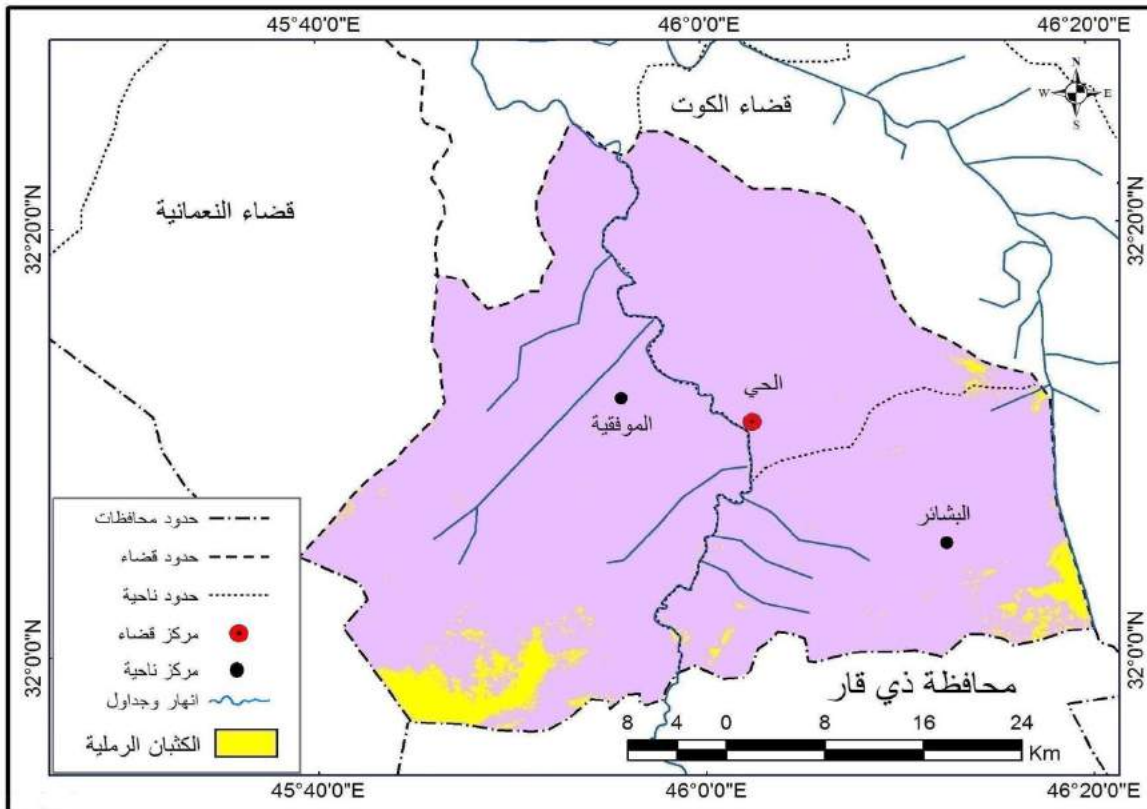 45°40'0"E
46°0'0"E
46°20'0"E
N
W
E
S
قضاء الكوت
قضاء النعمانية
32°20'0"N
32°20'0"N
الحي
الموفقية
البشائر
حدود محافظات
حدود قضاء
حدود ناحية
مركز قضاء
مركز ناحية
انهار وجداول
الكثبان الرملية
32°0'0"N
32°0'0"N
محافظة ذي قار
8 4 0 8 16 24
Km
45°40'0"E
46°0'0"E
46°20'0"E